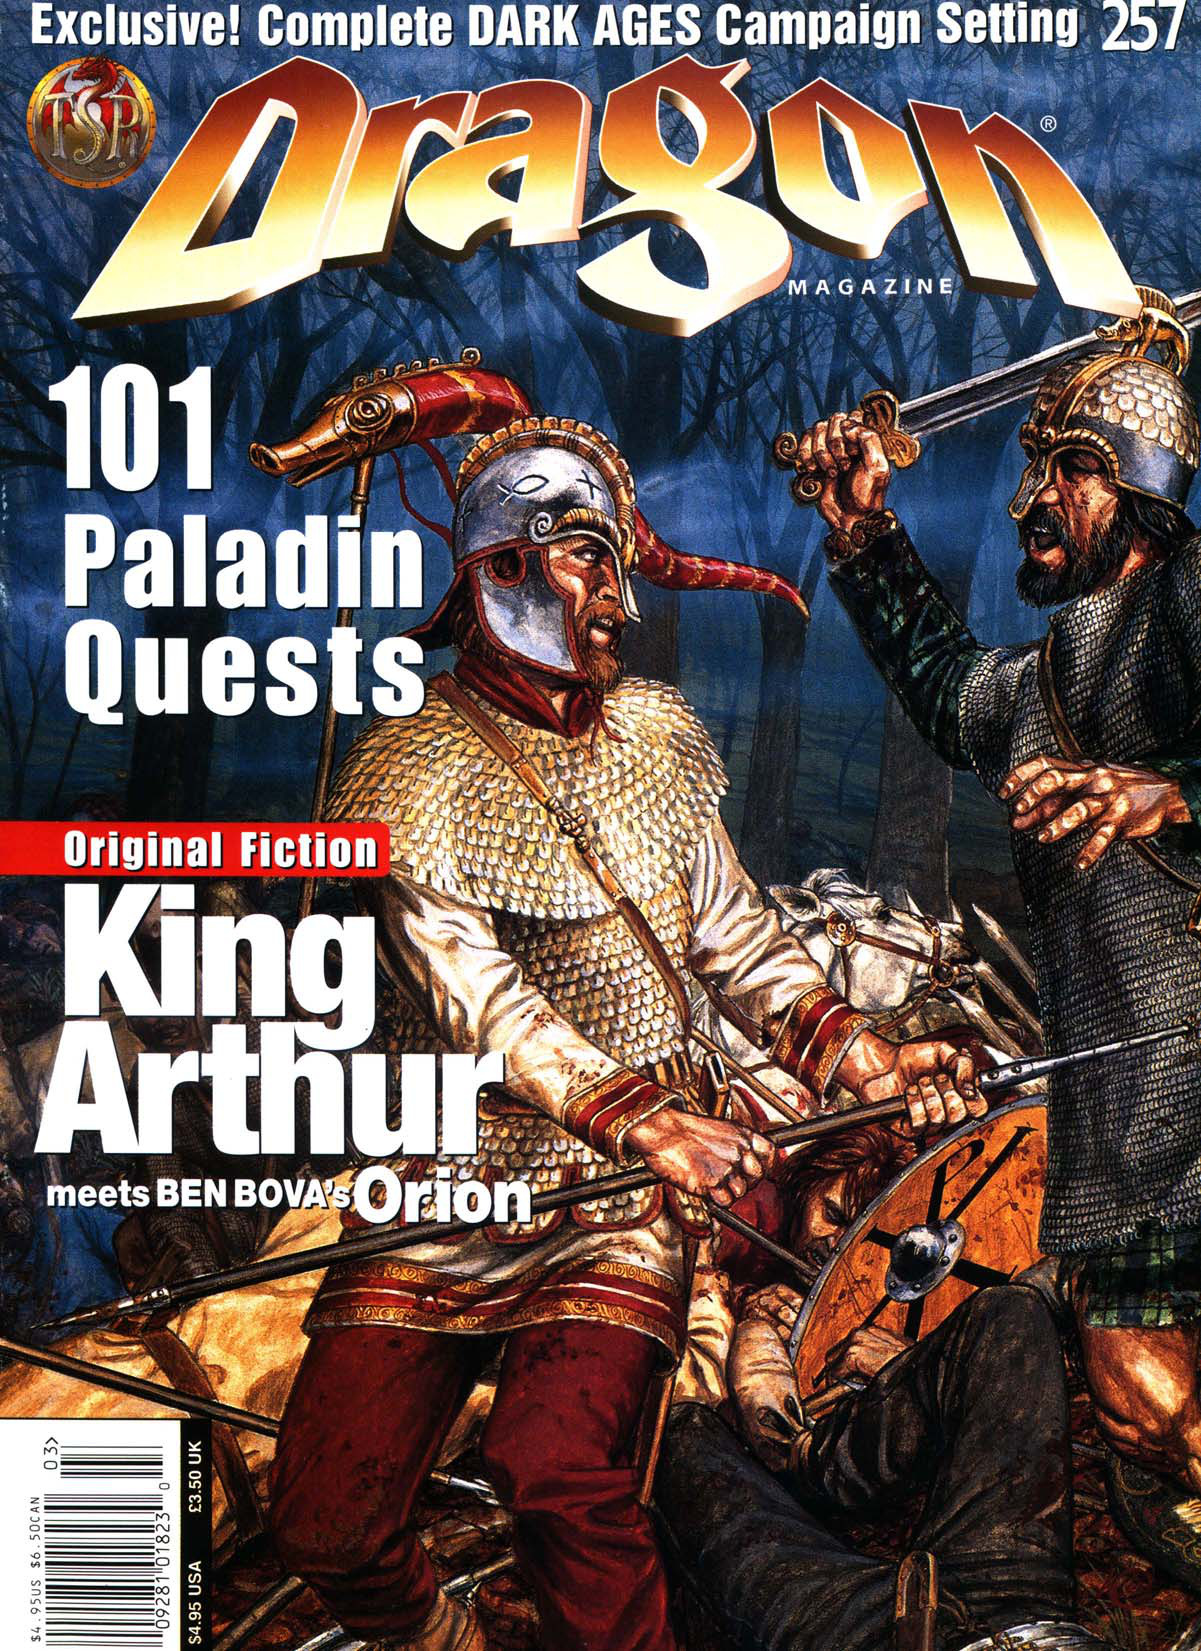 Exclusive! Complete DARK AGES Campaign Setting 257
TSR
Dragon®
MAGAZINE
101
Paladin
Quests
Original Fiction
King
Arthur
meets BEN BOVA's Orion
03>
0 09281 01823 0
$4.95US $6.50CAN
$4.95 USA £3.50 UK